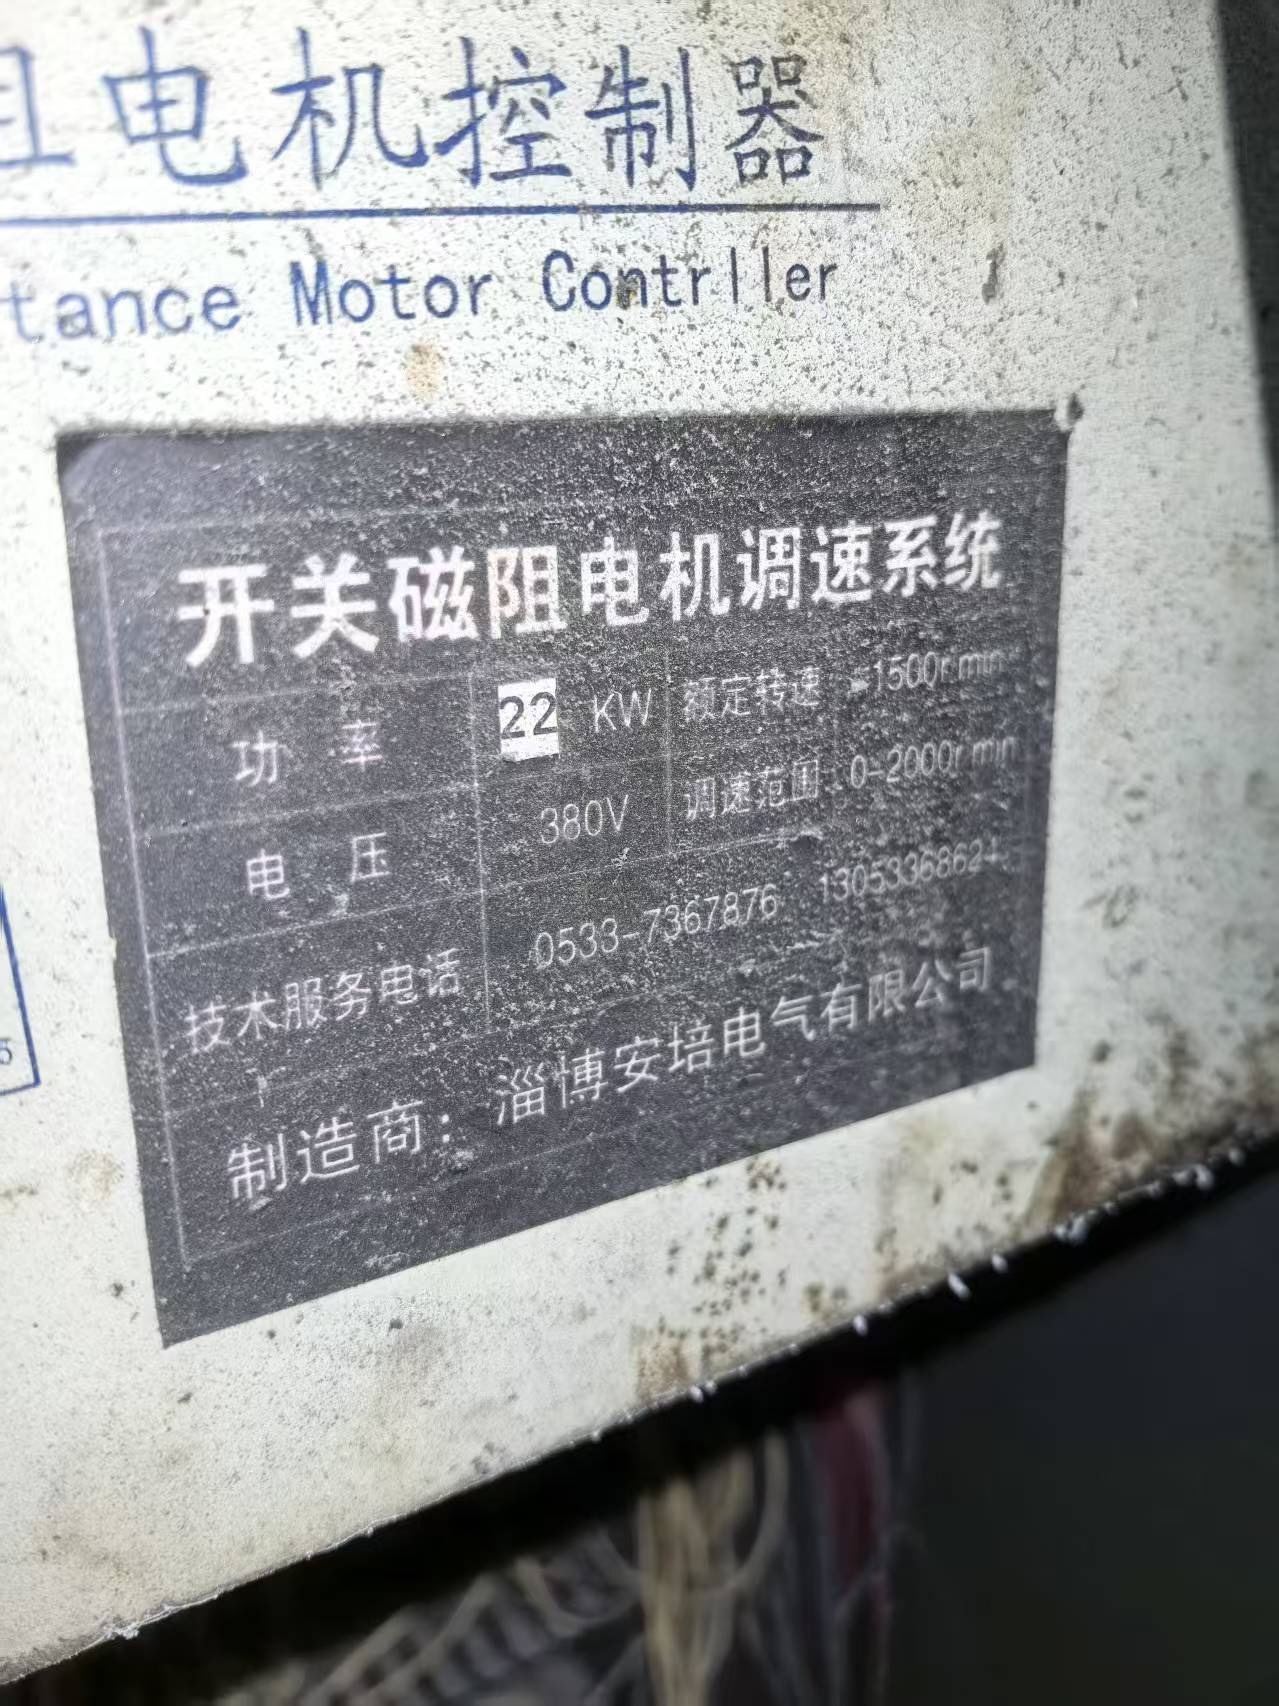 电机控制器
tance Motor Contrller
开关磁阻电机调速系统
功 率 22 KW 额定转速 1500r min
电 压 380V 调速范围 0-2000r min
技术服务电话 0533-7367876
制造商：淄博安培电气有限公司